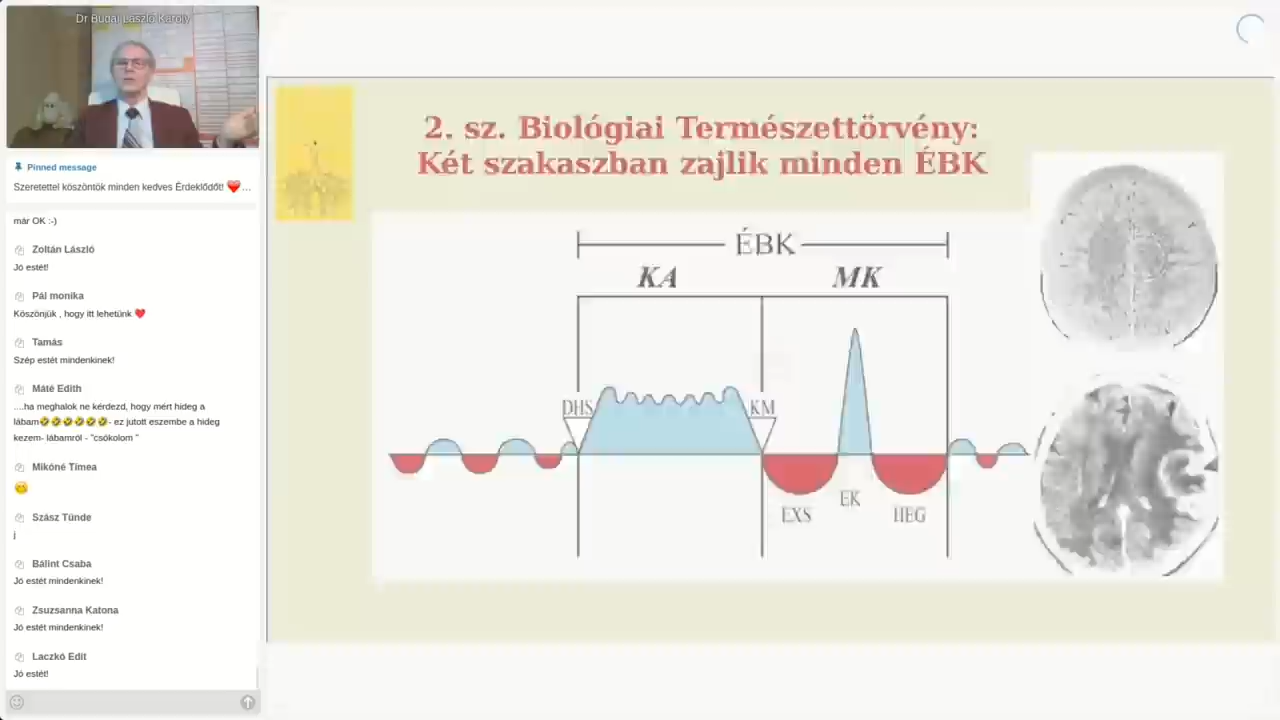 Dr Budai László Károly
Pinned message
Szeretettel köszöntök minden kedves Érdeklődőt! ❤️...
már OK :-)
Zoltán László
Jó estét!
Pál monika
Köszönjük , hogy itt lehetünk ❤️
Tamás
Szép estét mindenkinek!
Máté Edith
....ha meghalok ne kérdezd, hogy mért hideg a
lábam🤣🤣🤣🤣🤣🤣- ez jutott eszembe a hideg
kezem- lábamról - "csókolom "
Mikóné Tímea
🤭
Szász Tünde
j
Bálint Csaba
Jó estét mindenkinek!
Zsuzsanna Katona
Jó estét mindenkinek!
Laczkó Edit
Jó estét!
2. sz. Biológiai Természettörvény:
Két szakaszban zajlik minden ÉBK
ÉBK
KA MK
DHS KM
EXS EK HEG